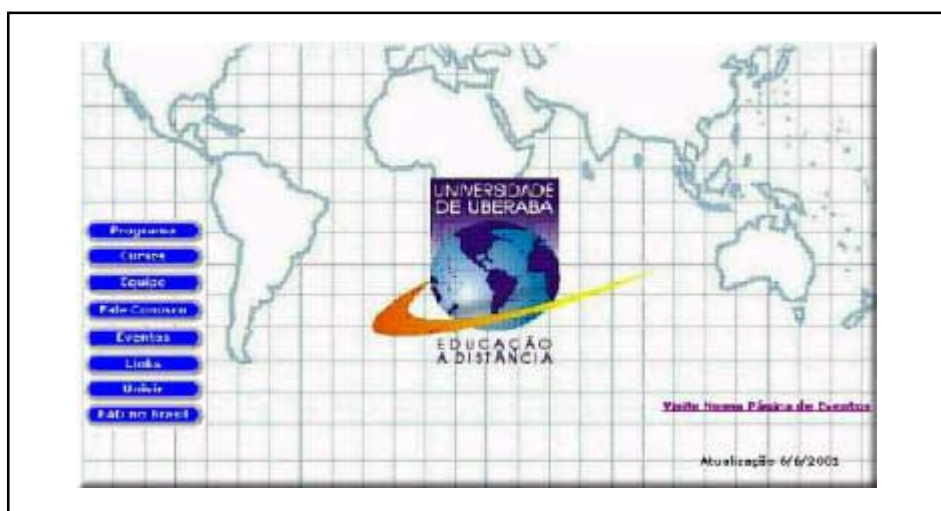 UNIVERSIDADE
DE UBERABA
EDUCAÇÃO
A DISTÂNCIA
Programa
Cursos
Equipe
Fale Conosco
Eventos
Links
Univir
EAD no Brasil
Visite Nossa Página de Eventos
Atualização 6/6/2001